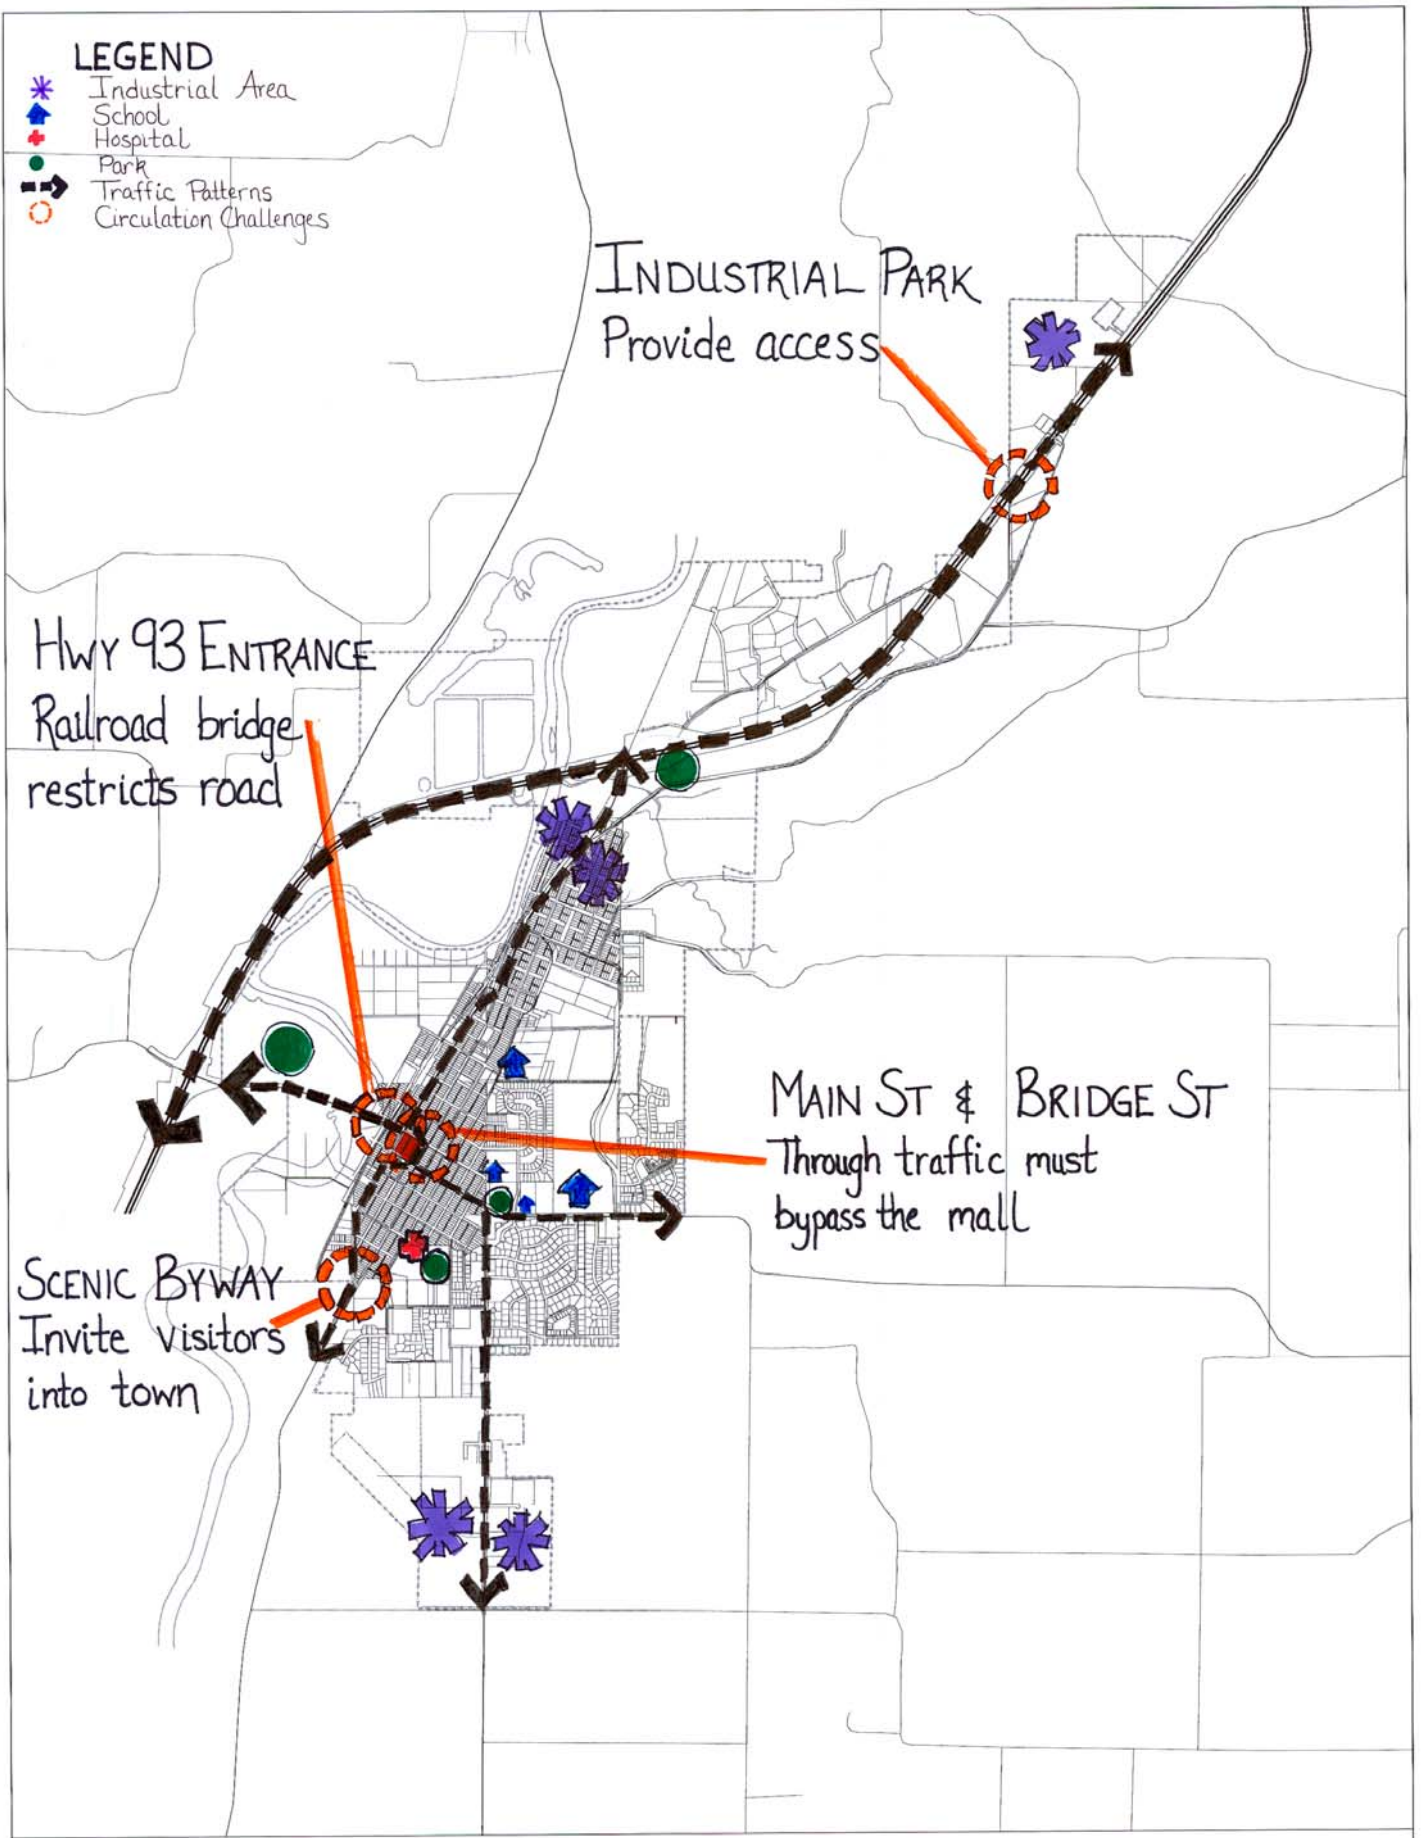 LEGEND
Industrial Area
School
Hospital
Park
Traffic Patterns
Circulation Challenges
INDUSTRIAL PARK
Provide access
HWY 93 ENTRANCE
Railroad bridge
restricts road
MAIN ST & BRIDGE ST
Through traffic must
bypass the mall
SCENIC BYWAY
Invite visitors
into town